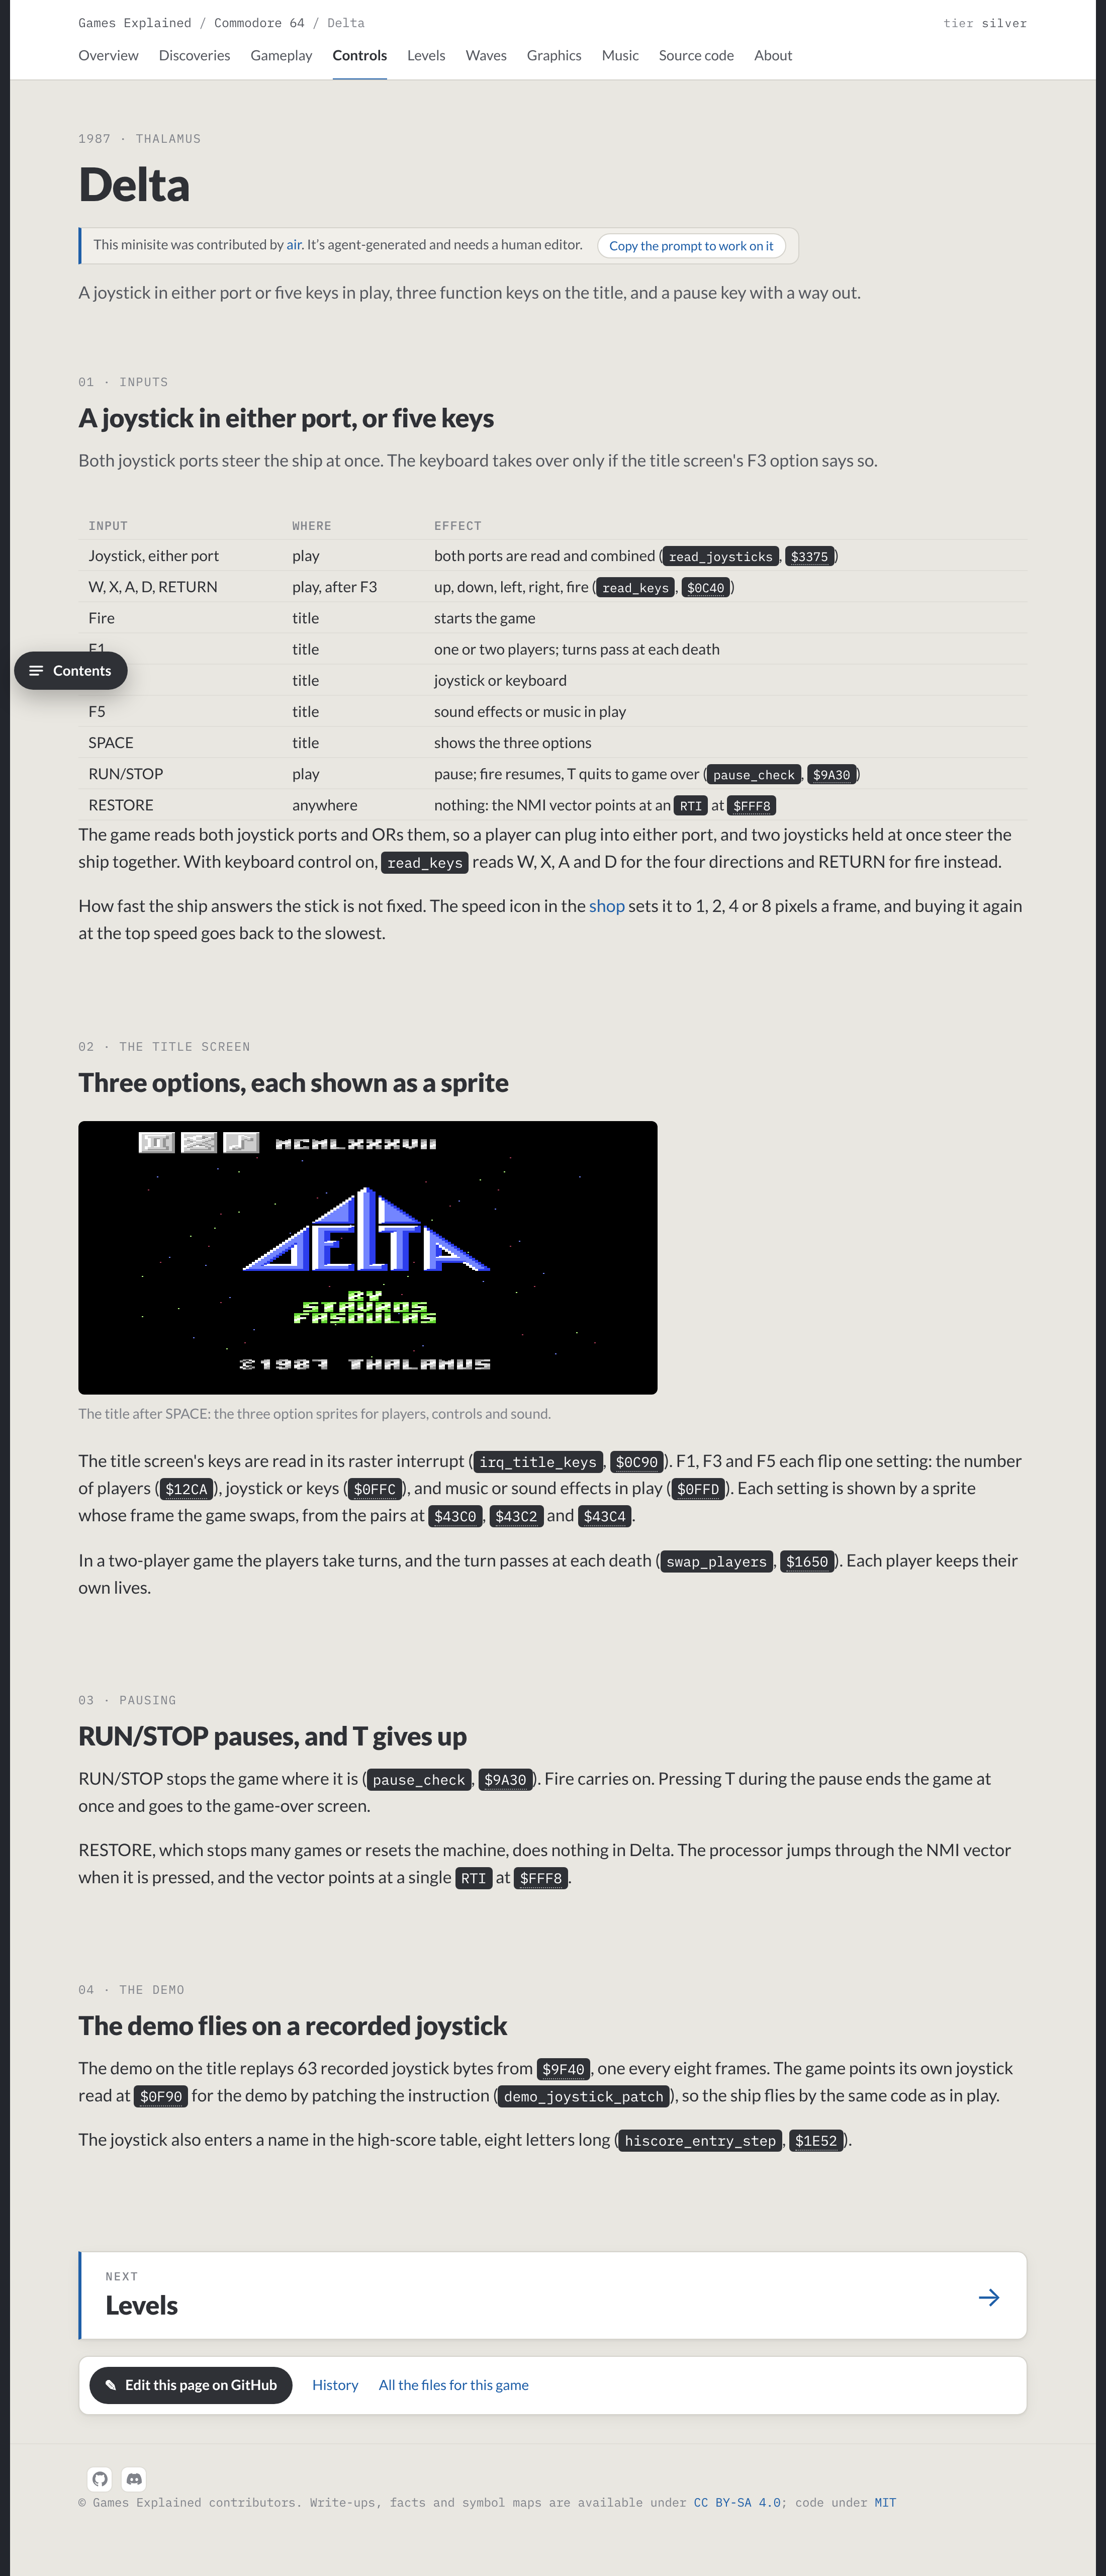 Games Explained / Commodore 64 / Delta
tier silver
Overview Discoveries Gameplay Controls Levels Waves Graphics Music Source code About
1987 · THALAMUS
Delta
This minisite was contributed by air. It's agent-generated and needs a human editor. Copy the prompt to work on it
A joystick in either port or five keys in play, three function keys on the title, and a pause key with a way out.
01 · INPUTS
A joystick in either port, or five keys
Both joystick ports steer the ship at once. The keyboard takes over only if the title screen's F3 option says so.
INPUT WHERE EFFECT
Joystick, either port play both ports are read and combined (read_joysticks, $3375)
W, X, A, D, RETURN play, after F3 up, down, left, right, fire (read_keys, $0C40)
Fire title starts the game
F1 title one or two players; turns pass at each death
Contents
title joystick or keyboard
F5 title sound effects or music in play
SPACE title shows the three options
RUN/STOP play pause; fire resumes, T quits to game over (pause_check, $9A30)
RESTORE anywhere nothing: the NMI vector points at an RTI at $FFF8
The game reads both joystick ports and ORs them, so a player can plug into either port, and two joysticks held at once steer the
ship together. With keyboard control on, read_keys reads W, X, A and D for the four directions and RETURN for fire instead.
How fast the ship answers the stick is not fixed. The speed icon in the shop sets it to 1, 2, 4 or 8 pixels a frame, and buying it again
at the top speed goes back to the slowest.
02 · THE TITLE SCREEN
Three options, each shown as a sprite
MCMLXXXVII
DELTA
BY
STAVROS
FASOULAS
©1987 THALAMUS
The title after SPACE: the three option sprites for players, controls and sound.
The title screen's keys are read in its raster interrupt (irq_title_keys, $0C90). F1, F3 and F5 each flip one setting: the number
of players ($12CA), joystick or keys ($0FFC), and music or sound effects in play ($0FFD). Each setting is shown by a sprite
whose frame the game swaps, from the pairs at $43C0, $43C2 and $43C4.
In a two-player game the players take turns, and the turn passes at each death (swap_players, $1650). Each player keeps their
own lives.
03 · PAUSING
RUN/STOP pauses, and T gives up
RUN/STOP stops the game where it is (pause_check, $9A30). Fire carries on. Pressing T during the pause ends the game at
once and goes to the game-over screen.
RESTORE, which stops many games or resets the machine, does nothing in Delta. The processor jumps through the NMI vector
when it is pressed, and the vector points at a single RTI at $FFF8.
04 · THE DEMO
The demo flies on a recorded joystick
The demo on the title replays 63 recorded joystick bytes from $9F40, one every eight frames. The game points its own joystick
read at $0F90 for the demo by patching the instruction (demo_joystick_patch), so the ship flies by the same code as in play.
The joystick also enters a name in the high-score table, eight letters long (hiscore_entry_step, $1E52).
NEXT
Levels
Edit this page on GitHub History All the files for this game
© Games Explained contributors. Write-ups, facts and symbol maps are available under CC BY-SA 4.0; code under MIT